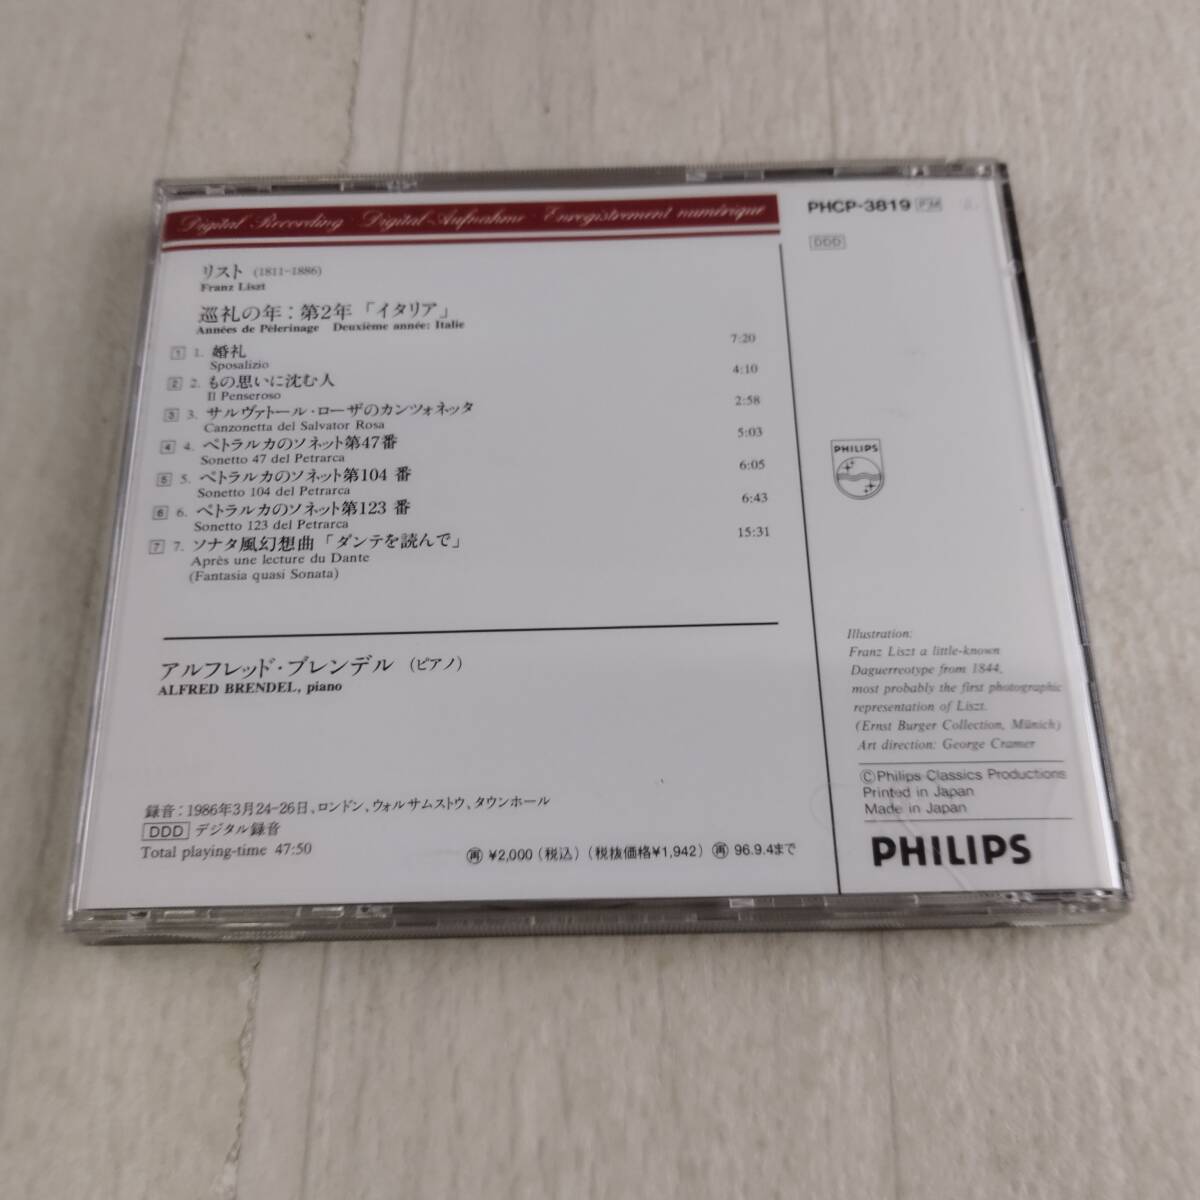 Digital Recording · Digital-Aufnahme · Enregistrement numérique
PHCP-3819 PM
DDD
リスト (1811-1886)
Franz Liszt
巡礼の年：第2年「イタリア」
Années de Pèlerinage Deuxième année: Italie
1 1. 婚礼 7:20
Sposalizio
2 2. もの思いに沈む人 4:10
Il Penseroso
3 3. サルヴァトール・ローザのカンツォネッタ 2:58
Canzonetta del Salvator Rosa
4 4. ペトラルカのソネット第47番 5:03
Sonetto 47 del Petrarca
5 5. ペトラルカのソネット第104 番 6:05
Sonetto 104 del Petrarca
6 6. ペトラルカのソネット第123 番 6:43
Sonetto 123 del Petrarca
7 7. ソナタ風幻想曲「ダンテを読んで」 15:31
Après une lecture du Dante
(Fantasia quasi Sonata)
アルフレッド・ブレンデル（ピアノ）
ALFRED BRENDEL, piano
録音：1986年3月24-26日、ロンドン、ウォルサムストウ、タウンホール
DDD デジタル録音
Total playing-time 47:50
再 ¥2,000（税込）（税抜価格¥1,942） 再 96.9.4まで
PHILIPS
Illustration:
Franz Liszt a little-known
Daguerreotype from 1844,
most probably the first photographic
representation of Liszt.
(Ernst Burger Collection, Münich)
Art direction: George Cramer
©Philips Classics Productions
Printed in Japan
Made in Japan
PHILIPS